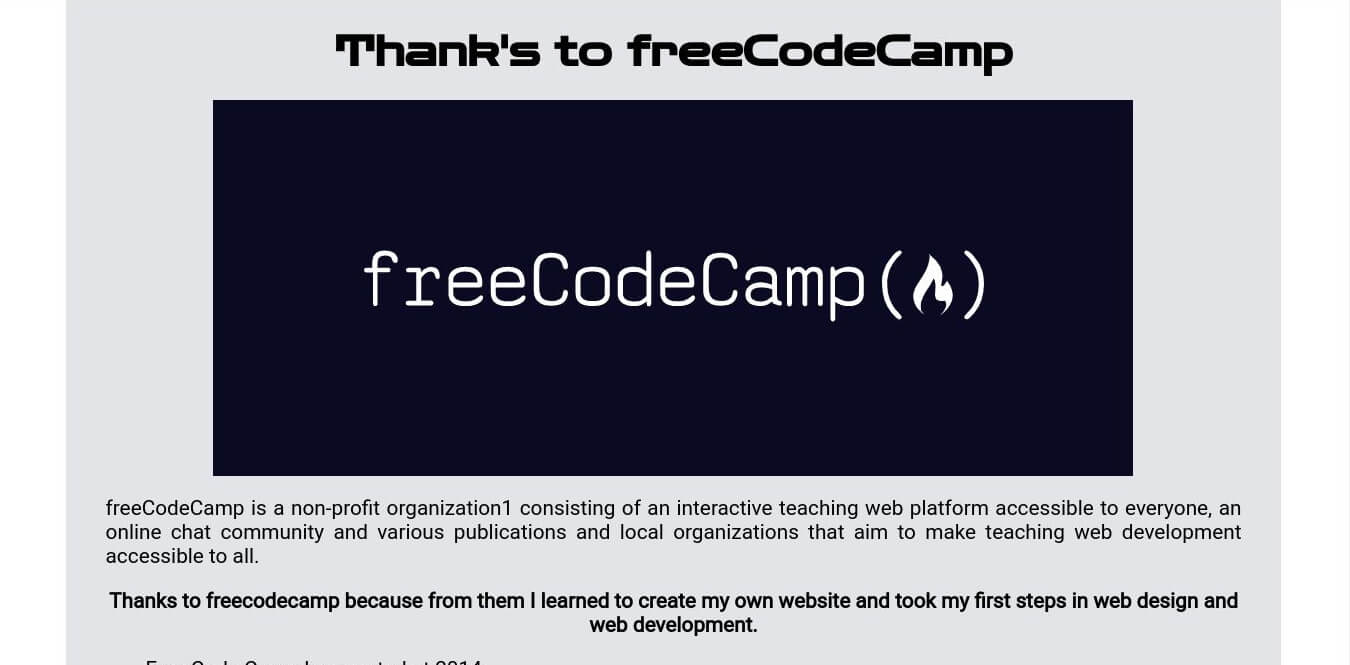 Thank's to freeCodeCamp
freeCodeCamp(🔥)
freeCodeCamp is a non-profit organization1 consisting of an interactive teaching web platform accessible to everyone, an
online chat community and various publications and local organizations that aim to make teaching web development
accessible to all.
Thanks to freecodecamp because from them I learned to create my own website and took my first steps in web design and
web development.